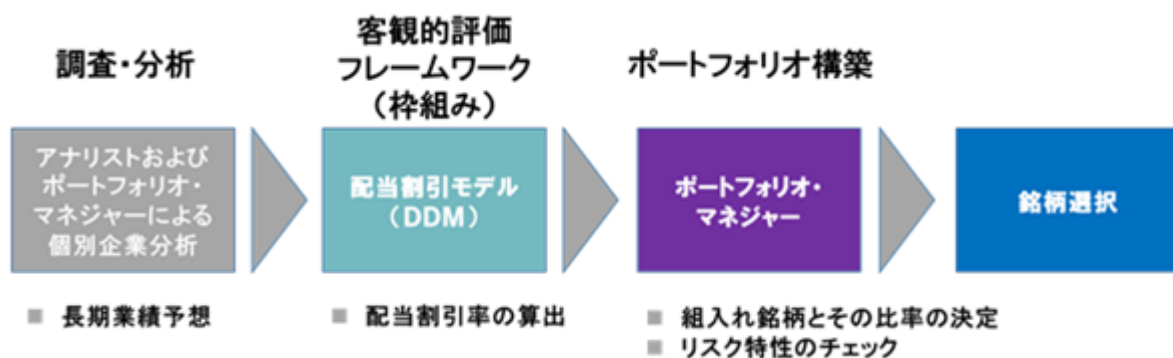 調査・分析
客観的評価
フレームワーク
(枠組み)
ポートフォリオ構築
アナリストおよび
ポートフォリオ・
マネジャーによる
個別企業分析
配当割引モデル
(DDM)
ポートフォリオ・
マネジャー
銘柄選択
■ 長期業績予想
■ 配当割引率の算出
■ 組入れ銘柄とその比率の決定
■ リスク特性のチェック